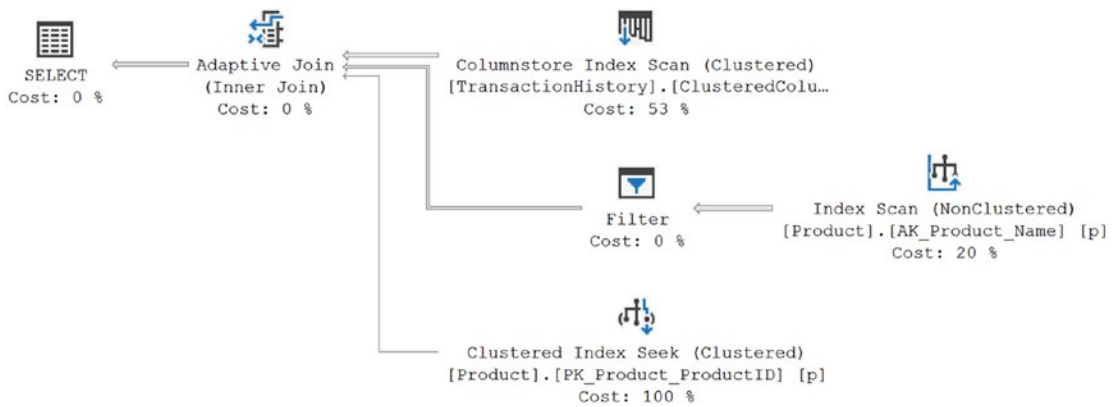 SELECT
Cost: 0 %
Adaptive Join
(Inner Join)
Cost: 0 %
Columnstore Index Scan (Clustered)
[TransactionHistory].[ClusteredColu…
Cost: 53 %
Filter
Cost: 0 %
Index Scan (NonClustered)
[Product].[AK_Product_Name] [p]
Cost: 20 %
Clustered Index Seek (Clustered)
[Product].[PK_Product_ProductID] [p]
Cost: 100 %